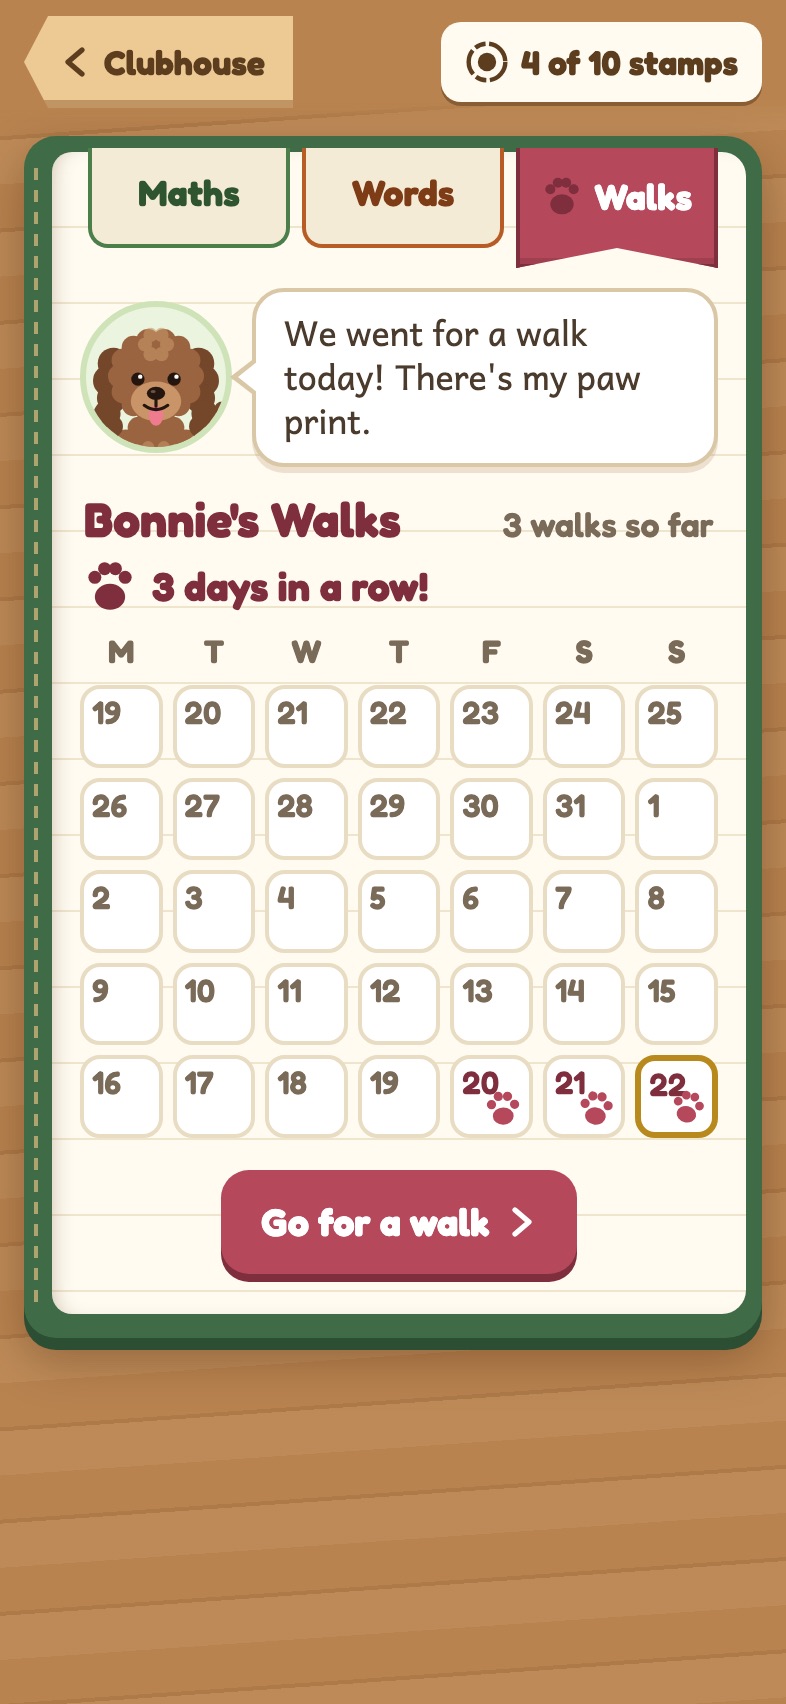 Clubhouse
4 of 10 stamps
Maths
Words
Walks
We went for a walk
today! There's my paw
print.
Bonnie's Walks
3 walks so far
3 days in a row!
M T W T F S S
19 20 21 22 23 24 25
26 27 28 29 30 31 1
2 3 4 5 6 7 8
9 10 11 12 13 14 15
16 17 18 19 20 21 22
Go for a walk